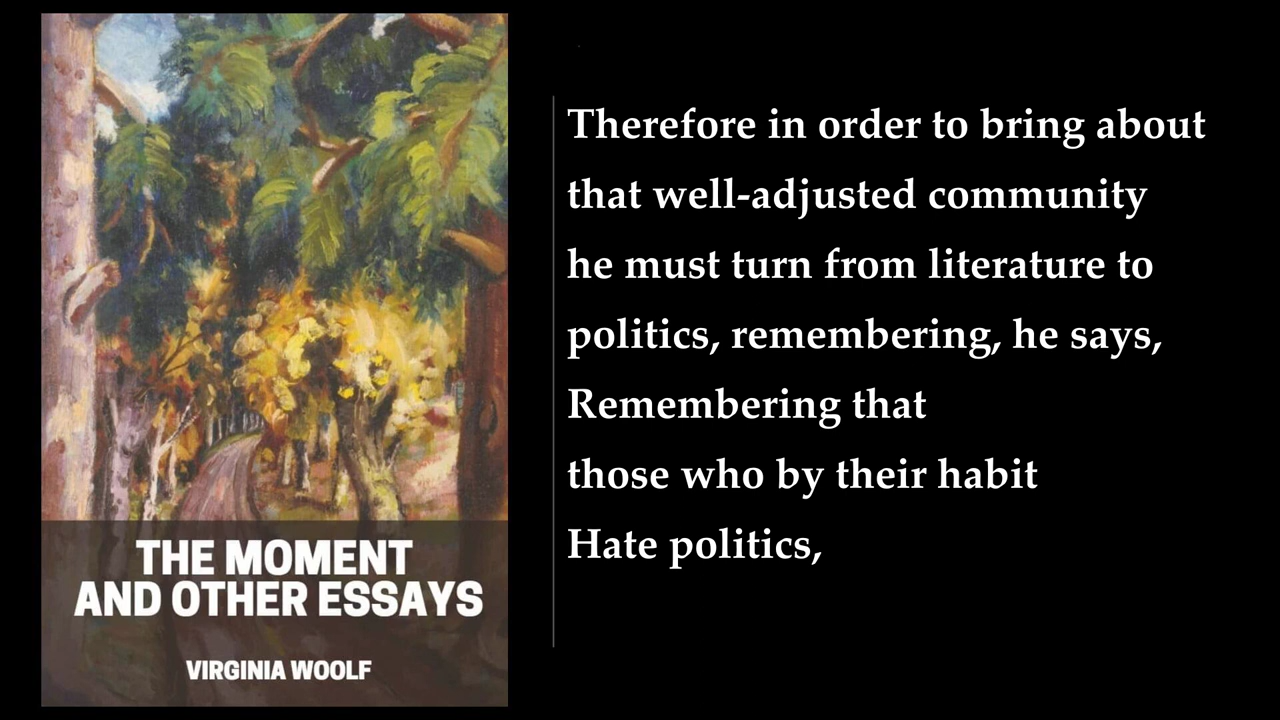 THE MOMENT
AND OTHER ESSAYS
VIRGINIA WOOLF
Therefore in order to bring about
that well-adjusted community
he must turn from literature to
politics, remembering, he says,
Remembering that
those who by their habit
Hate politics,